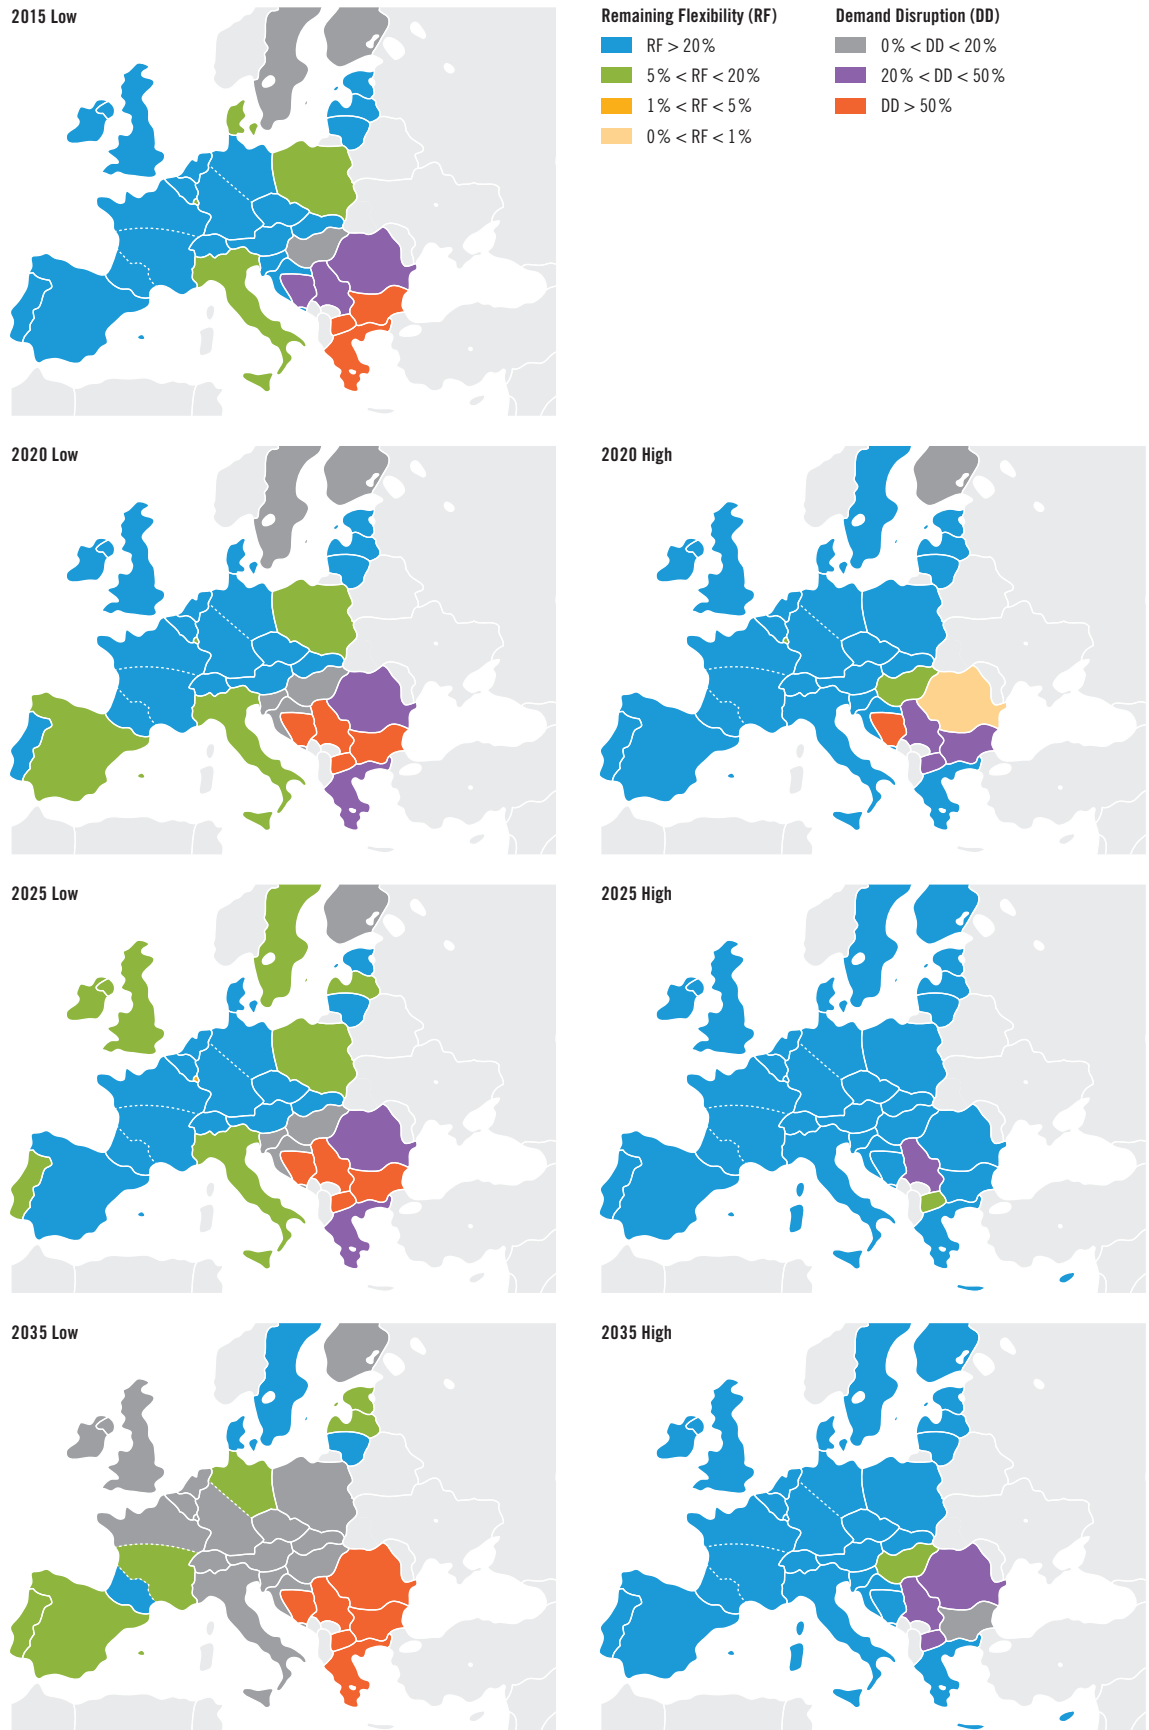 2015 Low
Remaining Flexibility (RF)
RF > 20 %
5 % < RF < 20 %
1 % < RF < 5 %
0 % < RF < 1 %
Demand Disruption (DD)
0 % < DD < 20 %
20 % < DD < 50 %
DD > 50 %
2020 Low
2020 High
2025 Low
2025 High
2035 Low
2035 High